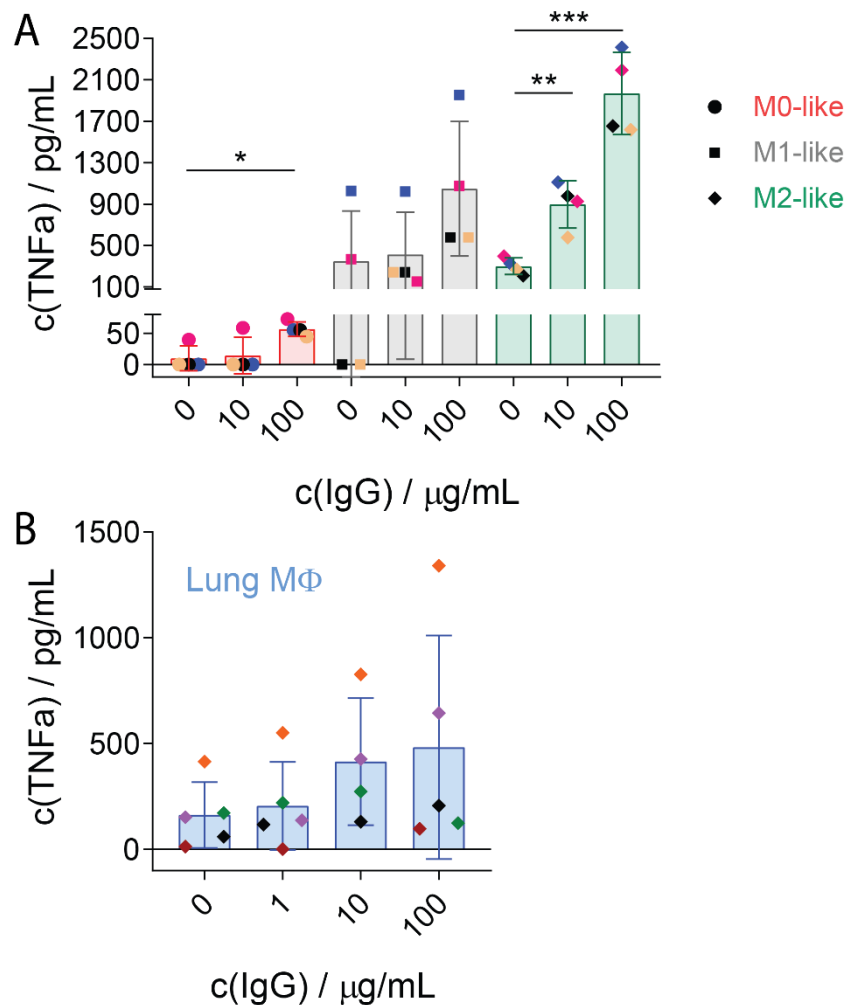 A
c(TNFa) / pg/mL
2500
2100
1700
1300
900
500
100
50
0
*
**
***
M0-like
M1-like
M2-like
0 10 100 0 10 100 0 10 100
c(IgG) / μg/mL
B
c(TNFa) / pg/mL
1500
1000
500
0
Lung MΦ
0 1 10 100
c(IgG) / μg/mL